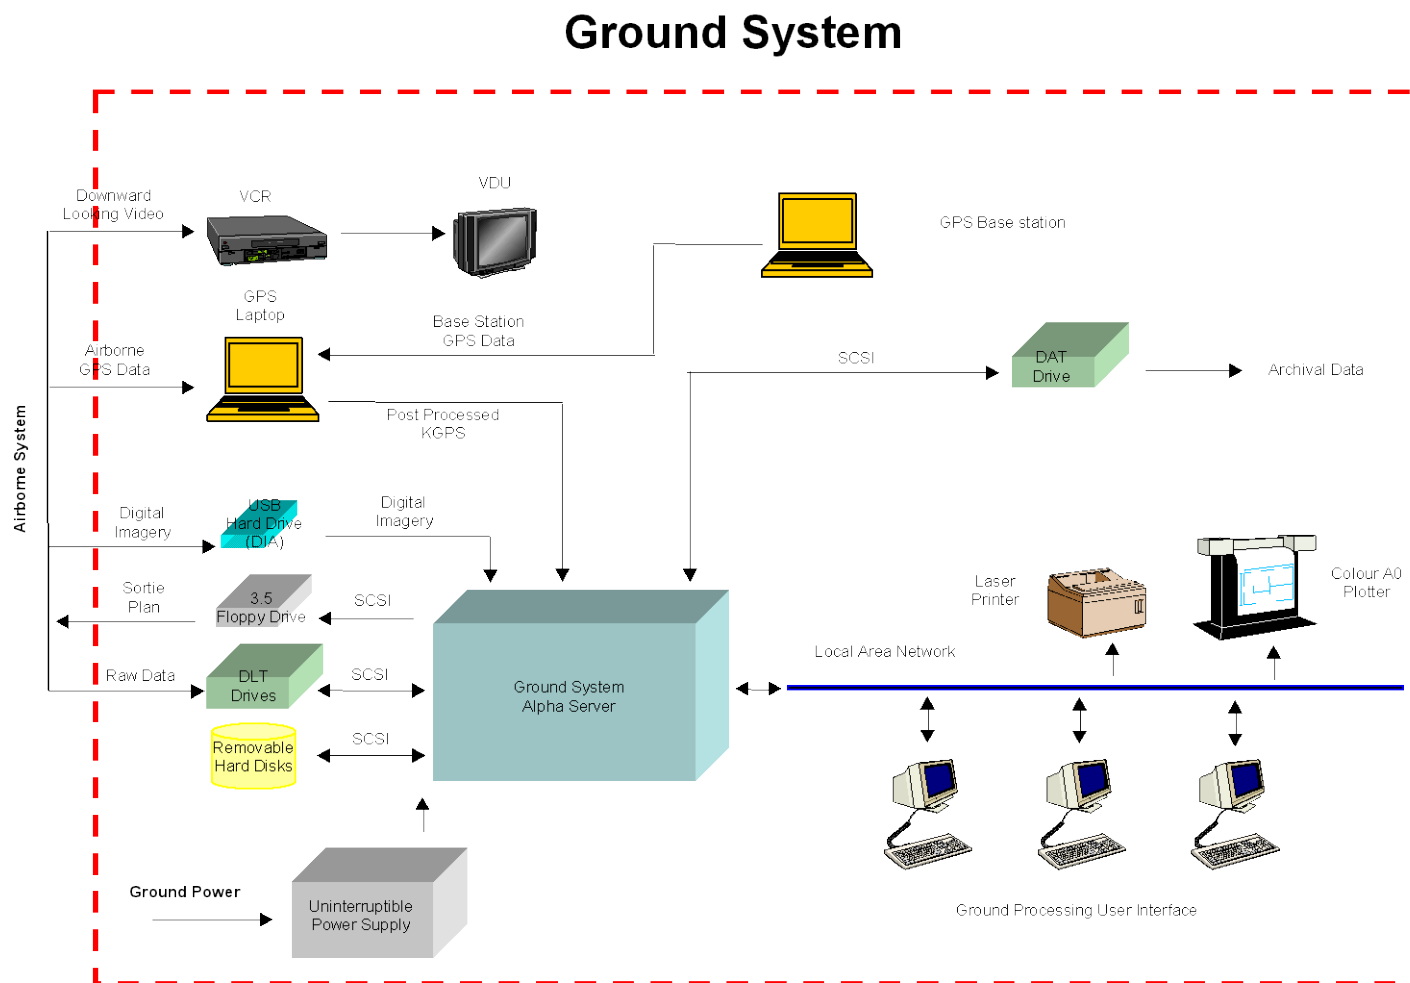 Ground System
Downward
Looking Video
VCR
VDU
GPS Base station
GPS
Laptop
Base Station
GPS Data
Airborne
GPS Data
SCSI
DAT
Drive
Archival Data
Post Processed
KGPS
Airborne System
Digital
Imagery
USB
Hard Drive
(DIA)
Digital
Imagery
Sortie
Plan
3.5
Floppy Drive
SCSI
Laser
Printer
Colour A0
Plotter
Local Area Network
Raw Data
DLT
Drives
SCSI
Ground System
Alpha Server
Removable
Hard Disks
SCSI
Ground Power
Uninterruptible
Power Supply
Ground Processing User Interface